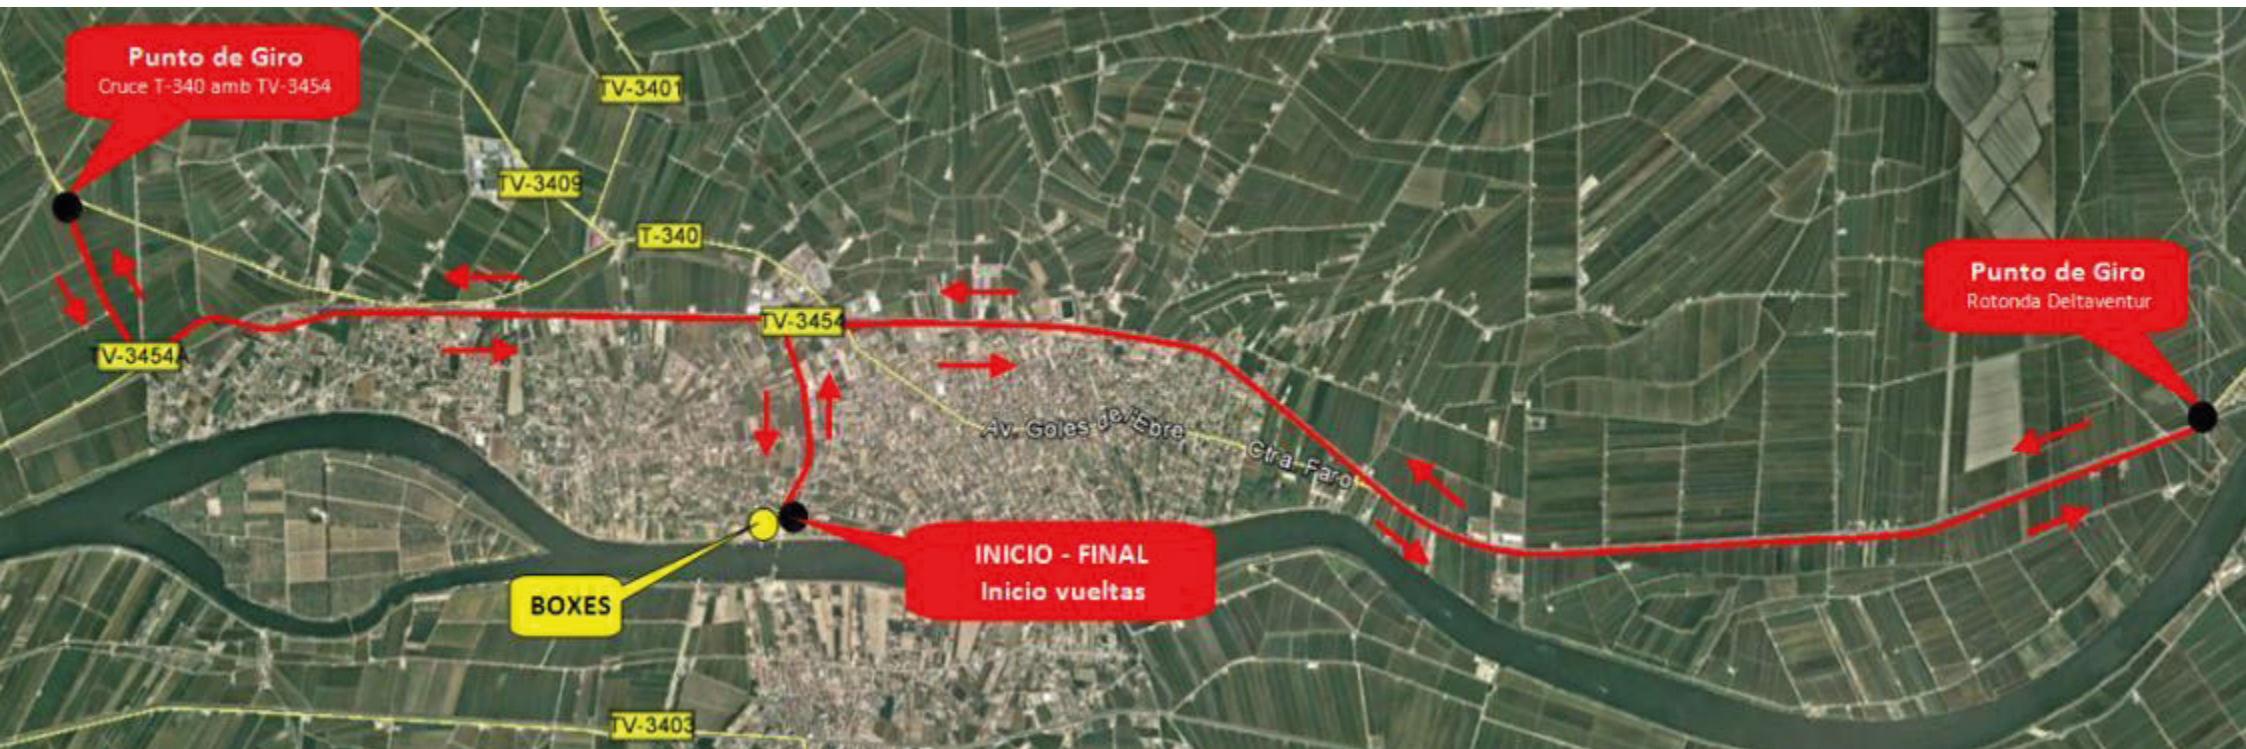 Punto de Giro
Cruce T-340 amb TV-3454
TV-3401
TV-3409
T-340
Punto de Giro
Rotonda Deltaventur
TV-3454
TV-3454A
Av. Goles de l'Ebre
Ctra. Faro
INICIO - FINAL
Inicio vueltas
BOXES
TV-3403